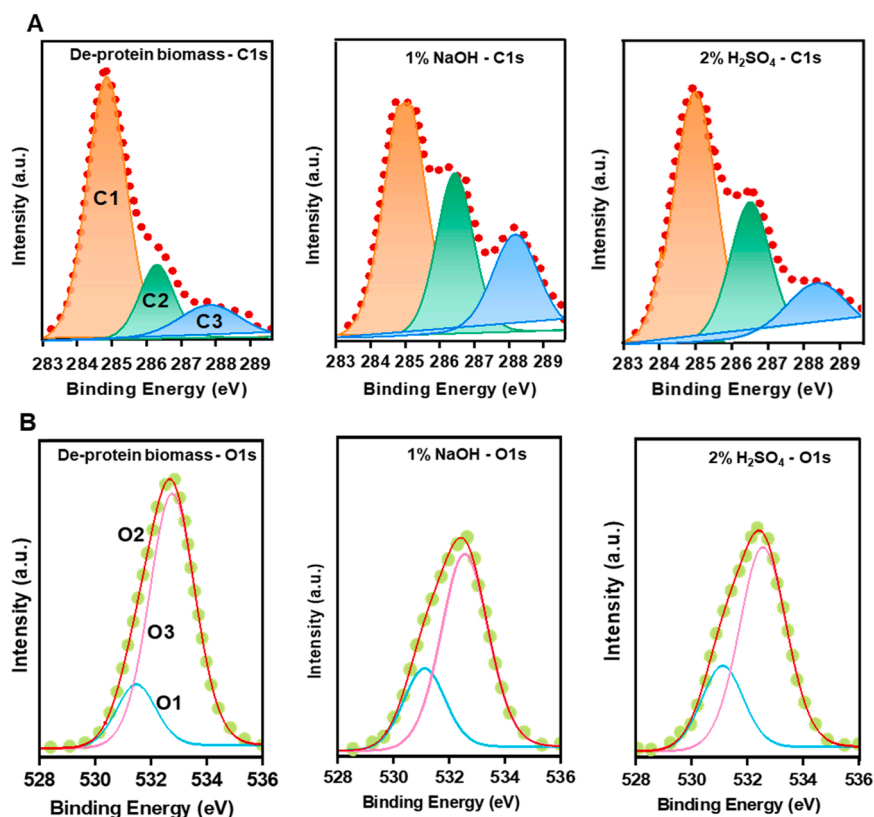 A
De-protein biomass - C1s
1% NaOH - C1s
2% H₂SO₄ - C1s
Intensity (a.u.)
Intensity (a.u.)
Intensity (a.u.)
C1
C2
C3
283 284 285 286 287 288 289
283 284 285 286 287 288 289
283 284 285 286 287 288 289
Binding Energy (eV)
Binding Energy (eV)
Binding Energy (eV)
B
De-protein biomass - O1s
1% NaOH - O1s
2% H₂SO₄ - O1s
Intensity (a.u.)
Intensity (a.u.)
Intensity (a.u.)
O2
O3
O1
528 530 532 534 536
528 530 532 534 536
528 530 532 534 536
Binding Energy (eV)
Binding Energy (eV)
Binding Energy (eV)